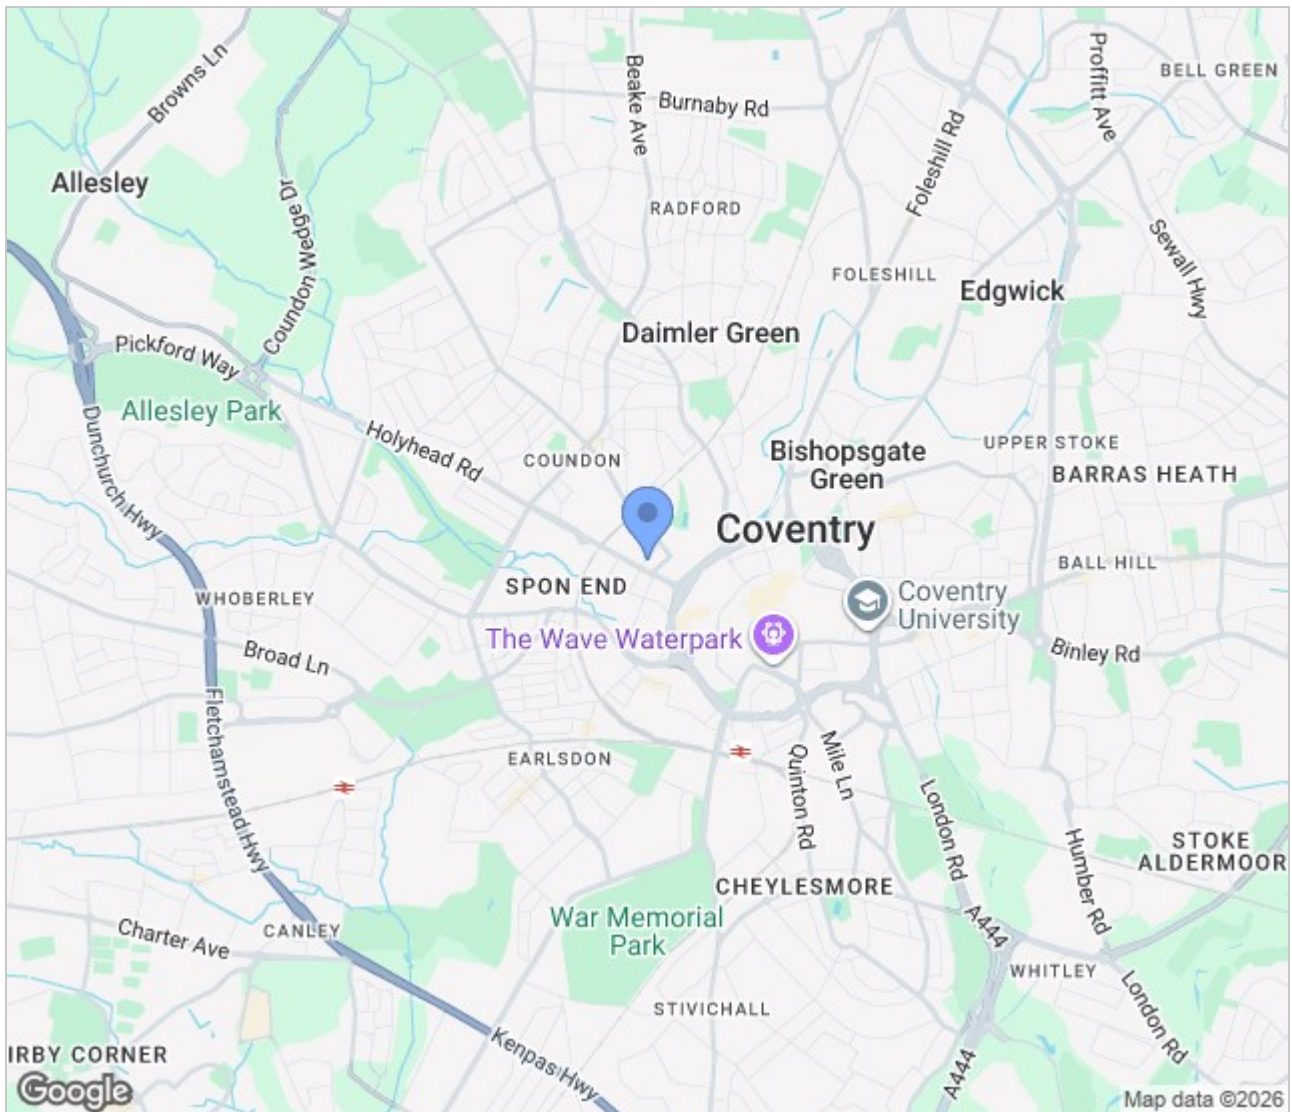 Browns Ln
Beake Ave
Burnaby Rd
Proffitt Ave
BELL GREEN
Foleshill Rd
Allesley
Coundon Wedge Dr
RADFORD
Sewall Hwy
FOLESHILL
Edgwick
Daimler Green
Pickford Way
Allesley Park
Dunchurch Hwy
Holyhead Rd
COUNDON
Bishopsgate
Green
UPPER STOKE
BARRAS HEATH
Coventry
BALL HILL
SPON END
WHOBERLEY
Coventry
University
The Wave Waterpark
Broad Ln
Binley Rd
Fletchamstead Hwy
EARLSDON
Quinton Rd
Mile Ln
London Rd
Humber Rd
STOKE
ALDERMOOR
CHEYLESMORE
War Memorial
Park
A444
Charter Ave
CANLEY
WHITLEY
London Rd
STIVICHALL
Kenpas Hwy
A444
IRBY CORNER
Google
Map data ©2026